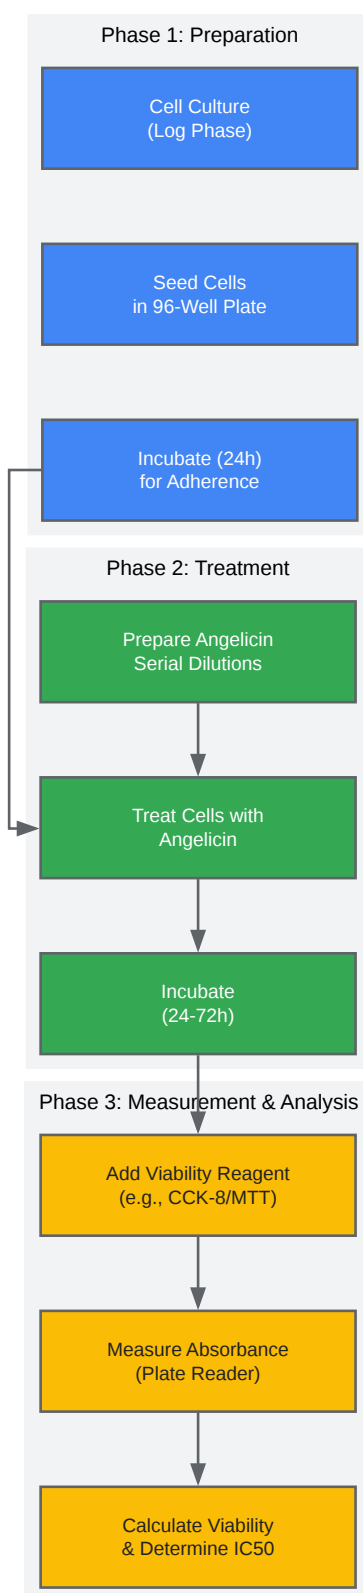 Phase 1: Preparation
Cell Culture
(Log Phase)
Seed Cells
in 96-Well Plate
Incubate (24h)
for Adherence
Phase 2: Treatment
Prepare Angelicin
Serial Dilutions
Treat Cells with
Angelicin
Incubate
(24-72h)
Phase 3: Measurement & Analysis
Add Viability Reagent
(e.g., CCK-8/MTT)
Measure Absorbance
(Plate Reader)
Calculate Viability
& Determine IC50